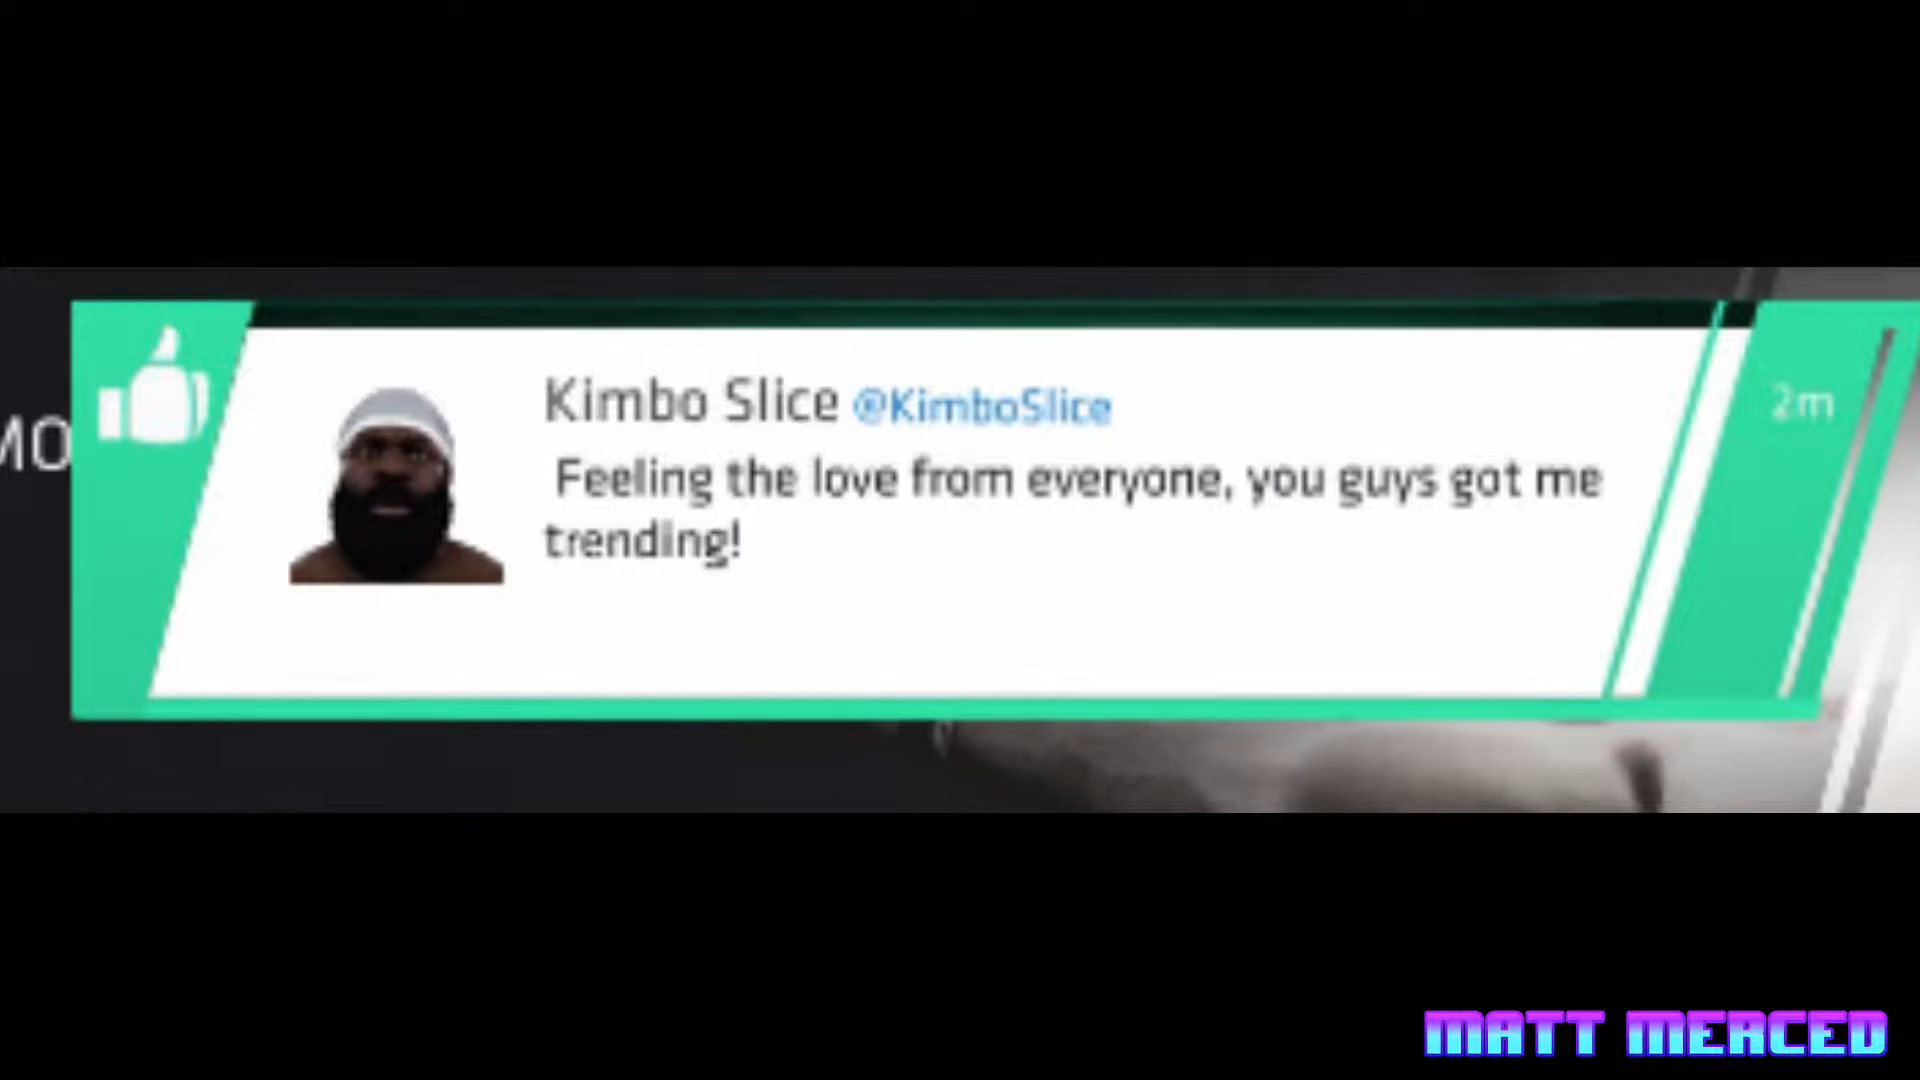 MO
Kimbo Slice @KimboSlice
2m
Feeling the love from everyone, you guys got me
trending!
MATT MERCED